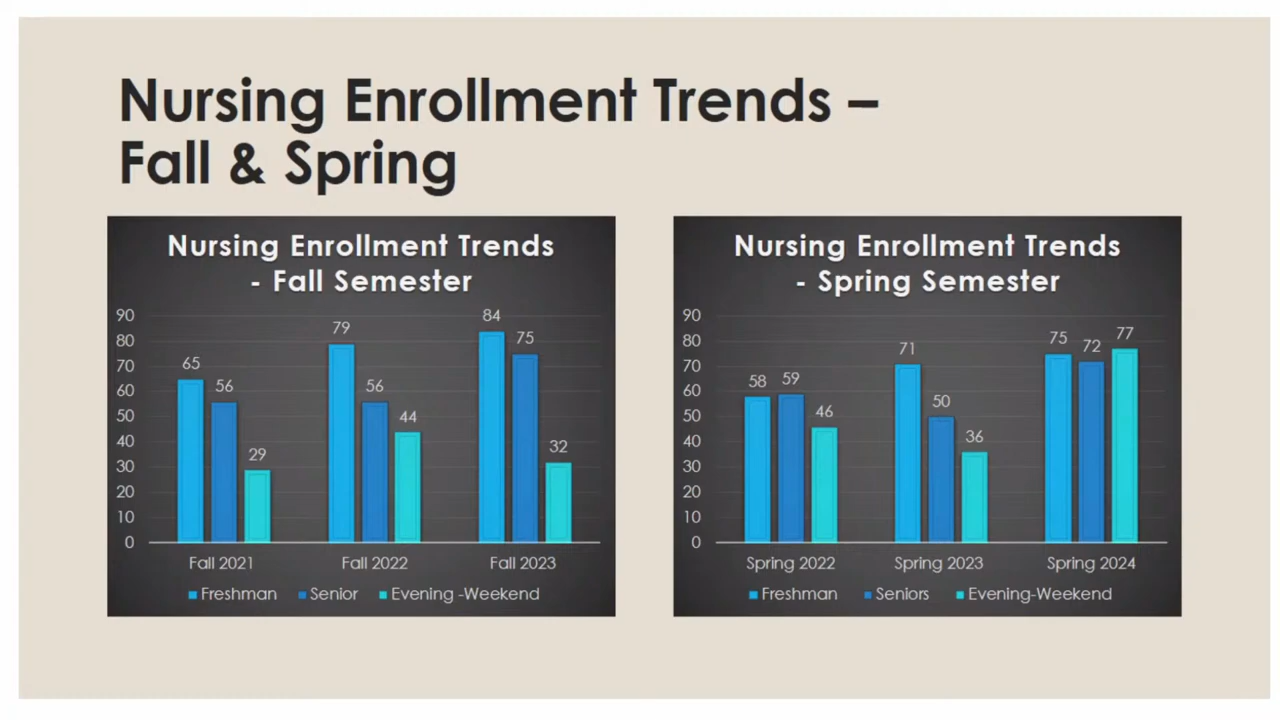 Nursing Enrollment Trends –
Fall & Spring
Nursing Enrollment Trends
- Fall Semester
90
80
70
60
50
40
30
20
10
0
65
56
29
79
56
44
84
75
32
Fall 2021
Fall 2022
Fall 2023
Freshman
Senior
Evening -Weekend
Nursing Enrollment Trends
- Spring Semester
90
80
70
60
50
40
30
20
10
0
58
59
46
71
50
36
75
72
77
Spring 2022
Spring 2023
Spring 2024
Freshman
Seniors
Evening-Weekend